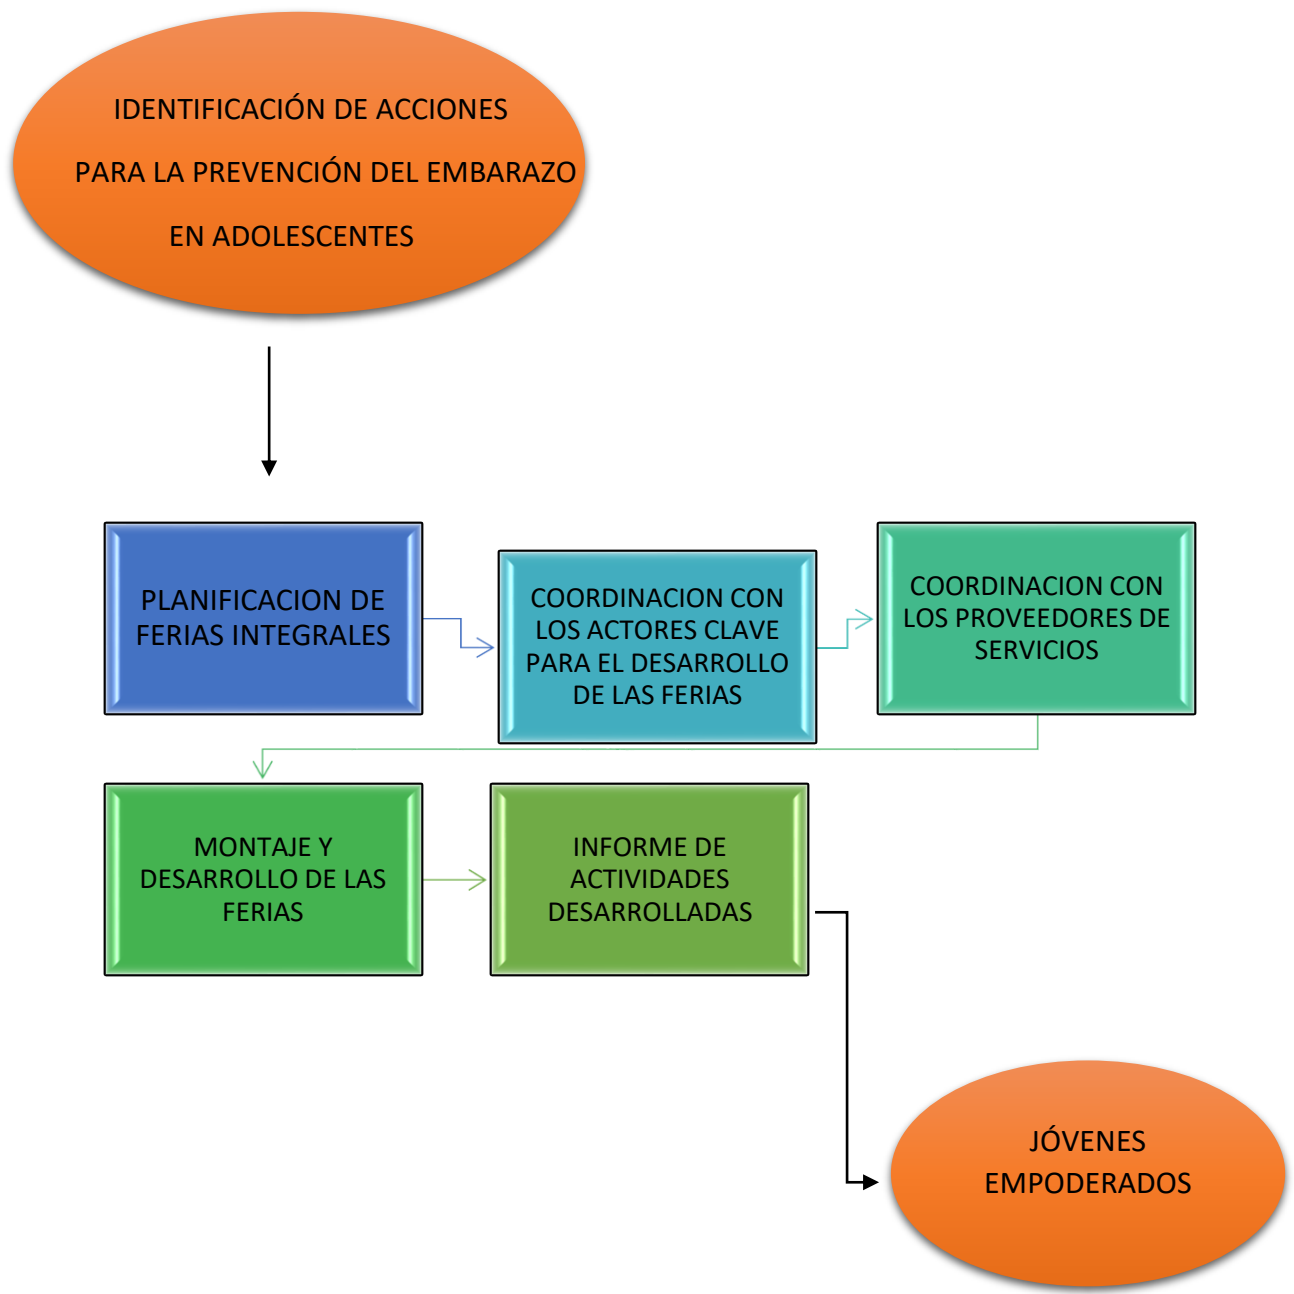 IDENTIFICACIÓN DE ACCIONES
PARA LA PREVENCIÓN DEL EMBARAZO
EN ADOLESCENTES
PLANIFICACION DE
FERIAS INTEGRALES
COORDINACION CON
LOS ACTORES CLAVE
PARA EL DESARROLLO
DE LAS FERIAS
COORDINACION CON
LOS PROVEEDORES DE
SERVICIOS
MONTAJE Y
DESARROLLO DE LAS
FERIAS
INFORME DE
ACTIVIDADES
DESARROLLADAS
JÓVENES
EMPODERADOS